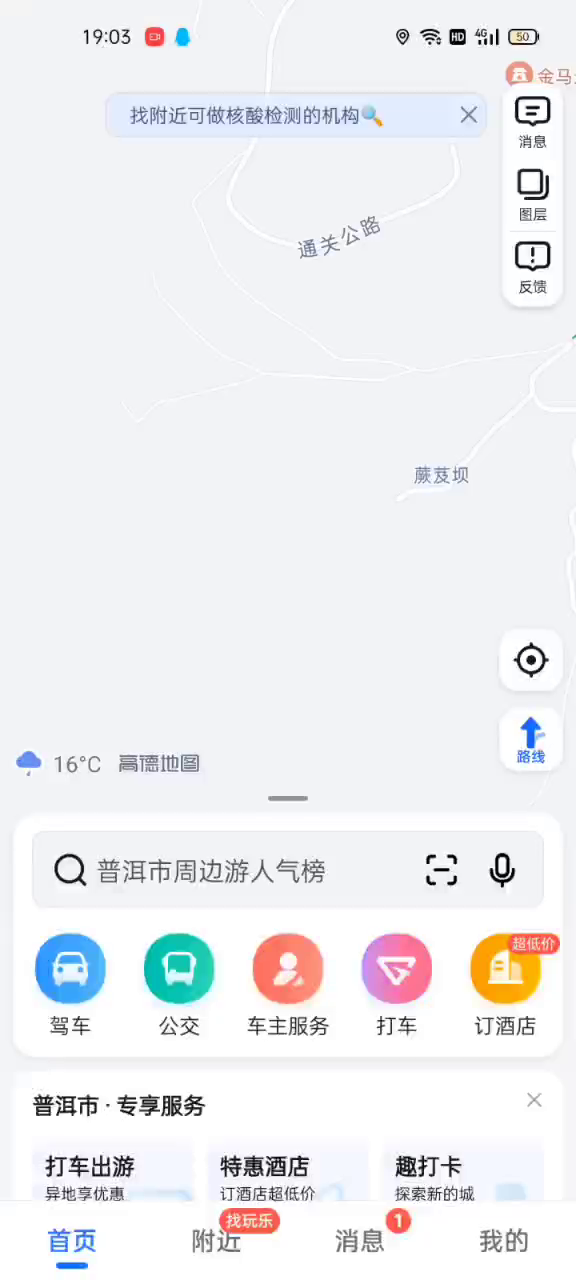 19:03
HD 4G 50
金马
找附近可做核酸检测的机构
消息
图层
反馈
通关公路
蕨芨坝
路线
16°C 高德地图
普洱市周边游人气榜
超低价
驾车 公交 车主服务 打车 订酒店
普洱市·专享服务
打车出游 特惠酒店 趣打卡
异地享优惠 订酒店超低价 探索新的城
找玩乐 1
首页 附近 消息 我的